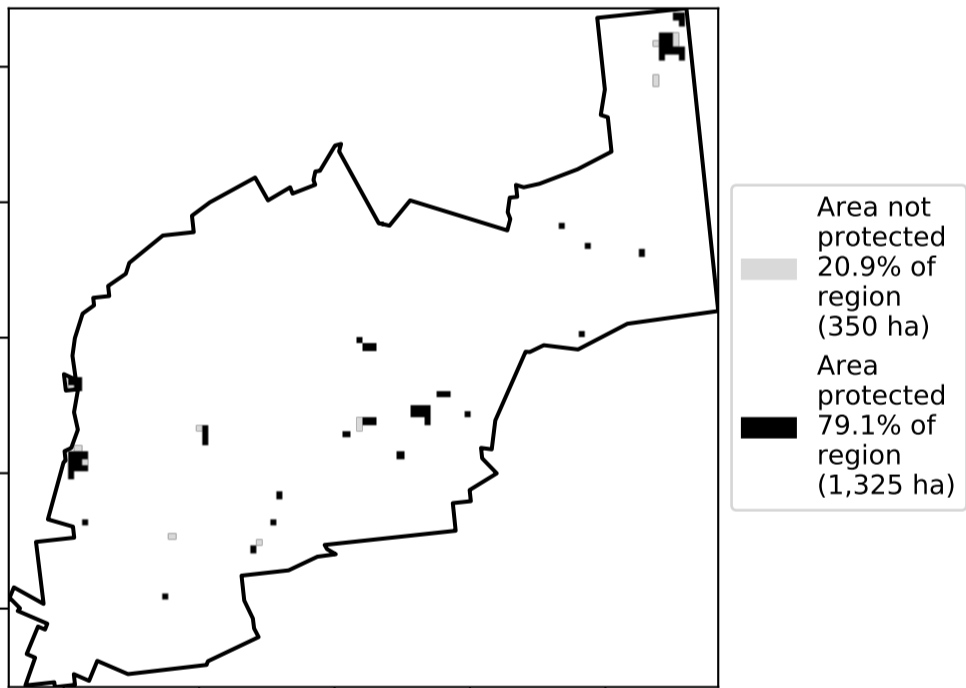 Area not
protected
20.9% of
region
(350 ha)
Area
protected
79.1% of
region
(1,325 ha)